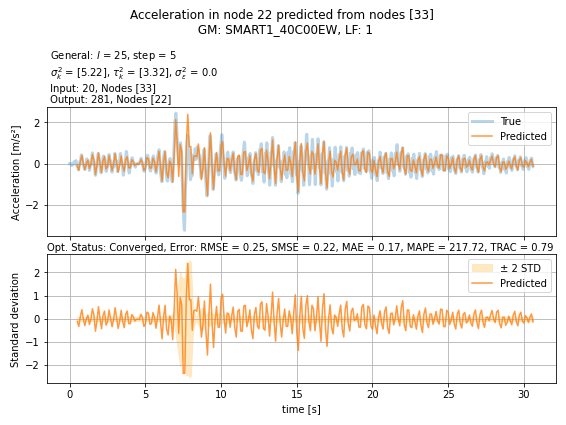 Acceleration in node 22 predicted from nodes [33]
GM: SMART1_40C00EW, LF: 1
General: l = 25, step = 5
σ²ₖ = [5.22], τ²ₖ = [3.32], σ²ε = 0.0
Input: 20, Nodes [33]
Output: 281, Nodes [22]
True
Predicted
2
0
−2
Acceleration [m/s²]
Opt. Status: Converged, Error: RMSE = 0.25, SMSE = 0.22, MAE = 0.17, MAPE = 217.72, TRAC = 0.79
± 2 STD
Predicted
2
1
0
−1
−2
Standard deviation
0 5 10 15 20 25 30
time [s]